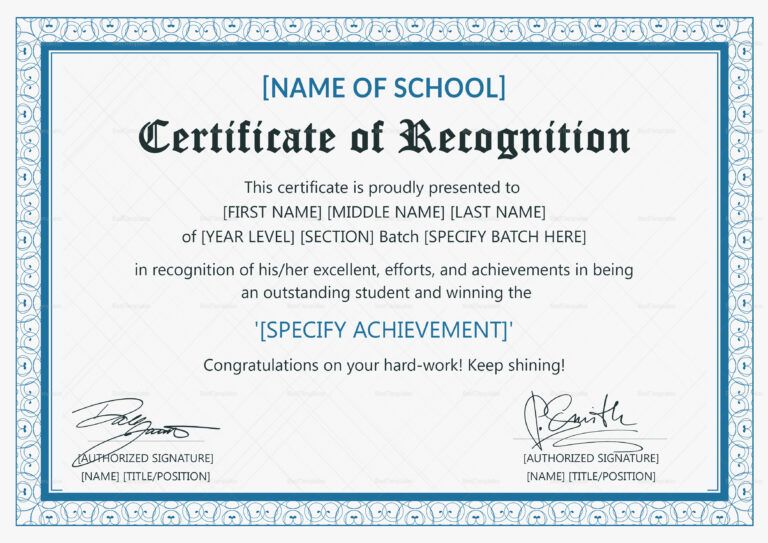 [NAME OF SCHOOL]
Certificate of Recognition
This certificate is proudly presented to
[FIRST NAME] [MIDDLE NAME] [LAST NAME]
of [YEAR LEVEL] [SECTION] Batch [SPECIFY BATCH HERE]
in recognition of his/her excellent, efforts, and achievements in being
an outstanding student and winning the
'[SPECIFY ACHIEVEMENT]'
Congratulations on your hard-work! Keep shining!
P. Smith
[AUTHORIZED SIGNATURE]
[NAME] [TITLE/POSITION]
[AUTHORIZED SIGNATURE]
[NAME] [TITLE/POSITION]